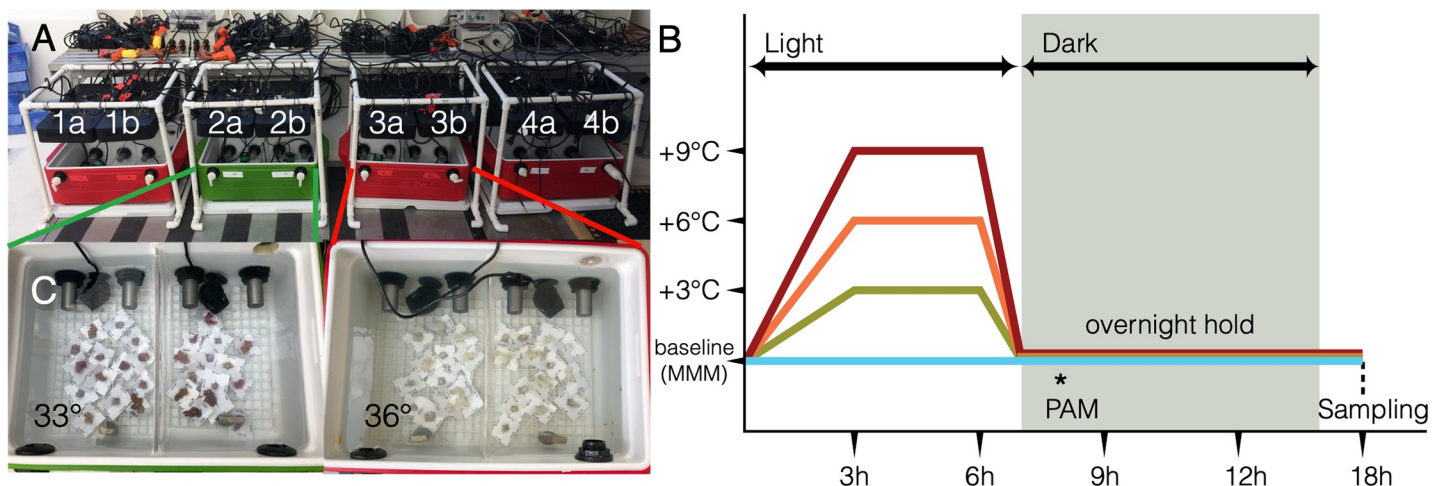 A
1a 1b 2a 2b 3a 3b 4a 4b
C
33° 36°
B
Light Dark
+9°C
+6°C
+3°C
overnight hold
baseline
(MMM)
*
PAM Sampling
3h 6h 9h 12h 18h